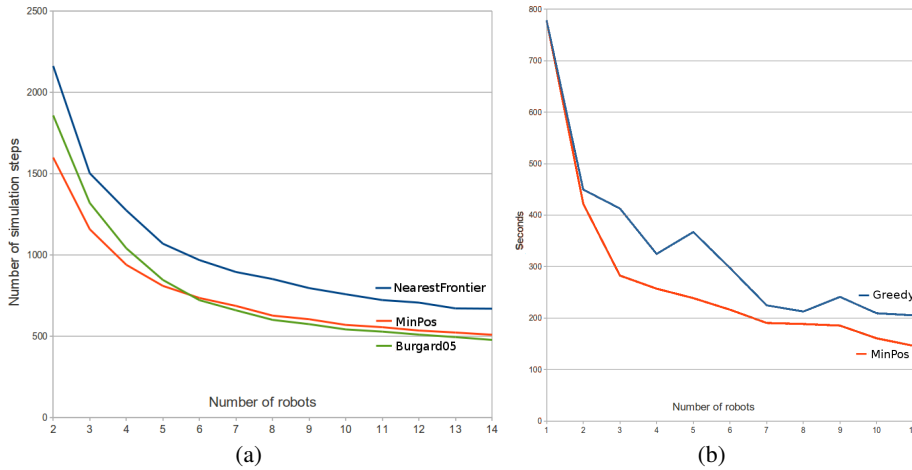 2500
2000
1500
1000
500
0
Number of simulation steps
NearestFrontier
MinPos
Burgard05
Number of robots
2 3 4 5 6 7 8 9 10 11 12 13 14
(a)
800
700
600
500
400
300
200
100
0
Seconds
Greedy
MinPos
Number of robots
1 2 3 4 5 6 7 8 9 10
(b)